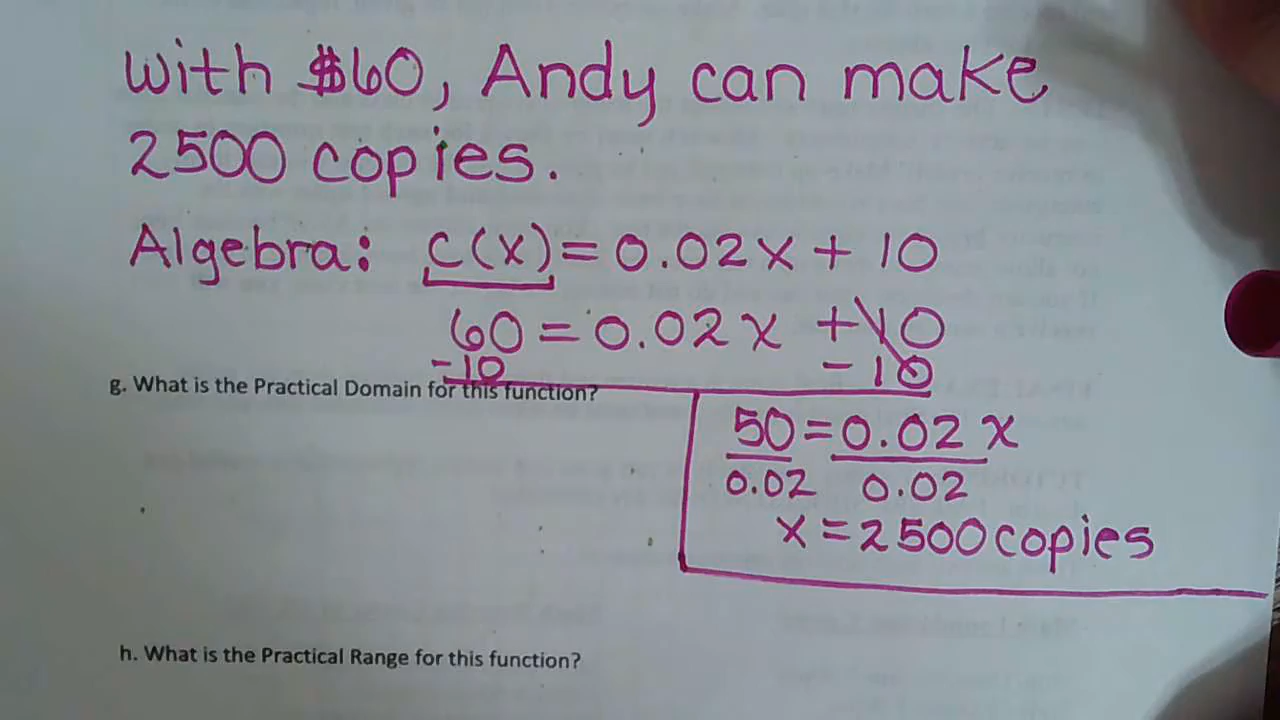 With $60, Andy can make
2500 copies.
Algebra: C(x) = 0.02x + 10
60 = 0.02x + 10
-10 - 10
g. What is the Practical Domain for this function?
50 = 0.02x
0.02 0.02
x = 2500 copies
h. What is the Practical Range for this function?